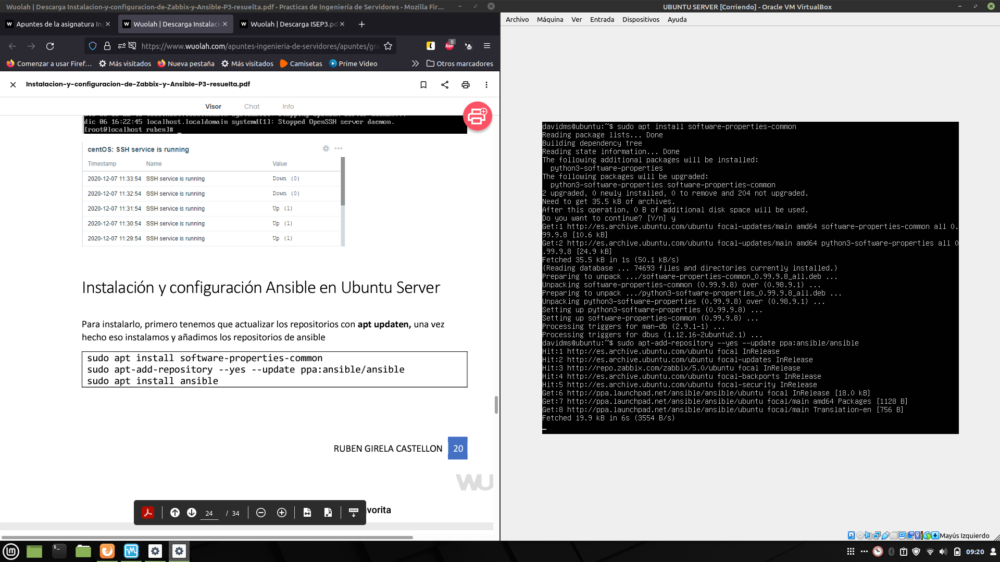 Wuolah | Descarga Instalacion-y-configuracion-de-Zabbix-y-Ansible-P3-resuelta.pdf - Practicas de Ingeniería de Servidores - Mozilla Fir...
Apuntes de la asignatura In
Wuolah | Descarga Instalaci
Wuolah | Descarga ISEP3.pd
https://www.wuolah.com/apuntes-ingenieria-de-servidores/apuntes/gra
8
ABP
Comenzar a usar Firef...
Más visitados
Nueva pestaña
Más visitados
Camisetas
Prime Video
Otros marcadores
Instalacion-y-configuracion-de-Zabbix-y-Ansible-P3-resuelta.pdf
Visor
Chat
Info
dic 06 16:22:45 localhost.localdomain systemd[1]: Stopped OpenSSH server daemon.
[root@localhost ruben]# _
centOS: SSH service is running
Timestamp Name Value
2020-12-07 11:33:54 SSH service is running Down (0)
2020-12-07 11:32:54 SSH service is running Down (0)
2020-12-07 11:31:54 SSH service is running Up (1)
2020-12-07 11:30:54 SSH service is running Up (1)
2020-12-07 11:29:54 SSH service is running Up (1)
Instalación y configuración Ansible en Ubuntu Server
Para instalarlo, primero tenemos que actualizar los repositorios con apt updaten, una vez
hecho eso instalamos y añadimos los repositorios de ansible
sudo apt install software-properties-common
sudo apt-add-repository --yes --update ppa:ansible/ansible
sudo apt install ansible
RUBEN GIRELA CASTELLON 20
WU
vorita
24 / 34
UBUNTU SERVER [Corriendo] - Oracle VM VirtualBox
Archivo Máquina Ver Entrada Dispositivos Ayuda
davidms@ubuntu:~$ sudo apt install software-properties-common
Reading package lists... Done
Building dependency tree
Reading state information... Done
The following additional packages will be installed:
python3-software-properties
The following packages will be upgraded:
python3-software-properties software-properties-common
2 upgraded, 0 newly installed, 0 to remove and 204 not upgraded.
Need to get 35.5 kB of archives.
After this operation, 0 B of additional disk space will be used.
Do you want to continue? [Y/n] y
Get:1 http://es.archive.ubuntu.com/ubuntu focal-updates/main amd64 software-properties-common all 0.
99.9.8 [10.6 kB]
Get:2 http://es.archive.ubuntu.com/ubuntu focal-updates/main amd64 python3-software-properties all 0
.99.9.8 [24.9 kB]
Fetched 35.5 kB in 1s (50.1 kB/s)
(Reading database ... 74693 files and directories currently installed.)
Preparing to unpack .../software-properties-common_0.99.9.8_all.deb ...
Unpacking software-properties-common (0.99.9.8) over (0.98.9.1) ...
Preparing to unpack .../python3-software-properties_0.99.9.8_all.deb ...
Unpacking python3-software-properties (0.99.9.8) over (0.98.9.1) ...
Setting up python3-software-properties (0.99.9.8) ...
Setting up software-properties-common (0.99.9.8) ...
Processing triggers for man-db (2.9.1-1) ...
Processing triggers for dbus (1.12.16-2ubuntu2.1) ...
davidms@ubuntu:~$ sudo apt-add-repository --yes --update ppa:ansible/ansible
Hit:1 http://es.archive.ubuntu.com/ubuntu focal InRelease
Hit:2 http://es.archive.ubuntu.com/ubuntu focal-updates InRelease
Hit:3 http://repo.zabbix.com/zabbix/5.0/ubuntu focal InRelease
Hit:4 http://es.archive.ubuntu.com/ubuntu focal-backports InRelease
Hit:5 http://es.archive.ubuntu.com/ubuntu focal-security InRelease
Get:6 http://ppa.launchpad.net/ansible/ansible/ubuntu focal InRelease [18.0 kB]
Get:7 http://ppa.launchpad.net/ansible/ansible/ubuntu focal/main amd64 Packages [1128 B]
Get:8 http://ppa.launchpad.net/ansible/ansible/ubuntu focal/main Translation-en [756 B]
Fetched 19.9 kB in 6s (3554 B/s)
Mayús Izquierdo
09:20